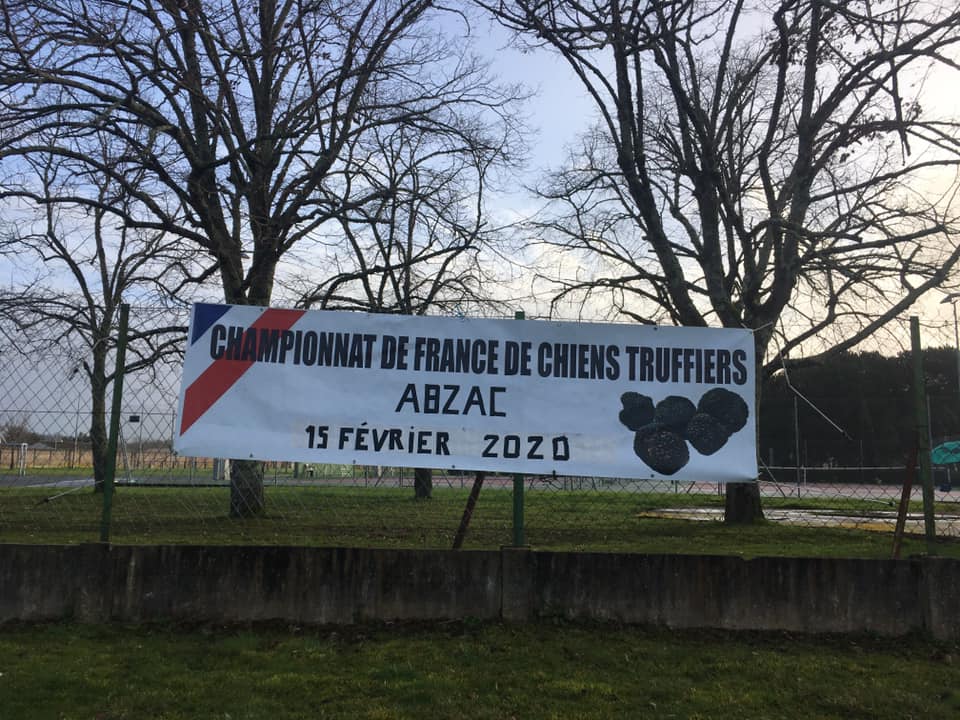 CHAMPIONNAT DE FRANCE DE CHIENS TRUFFIERS
ABZAC
15 FÉVRIER 2020